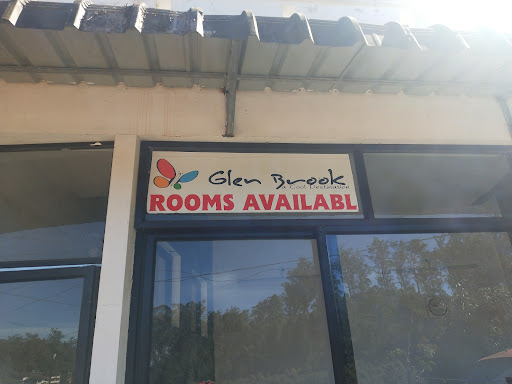 Glen Brook
a Cool Destination
ROOMS AVAILABL